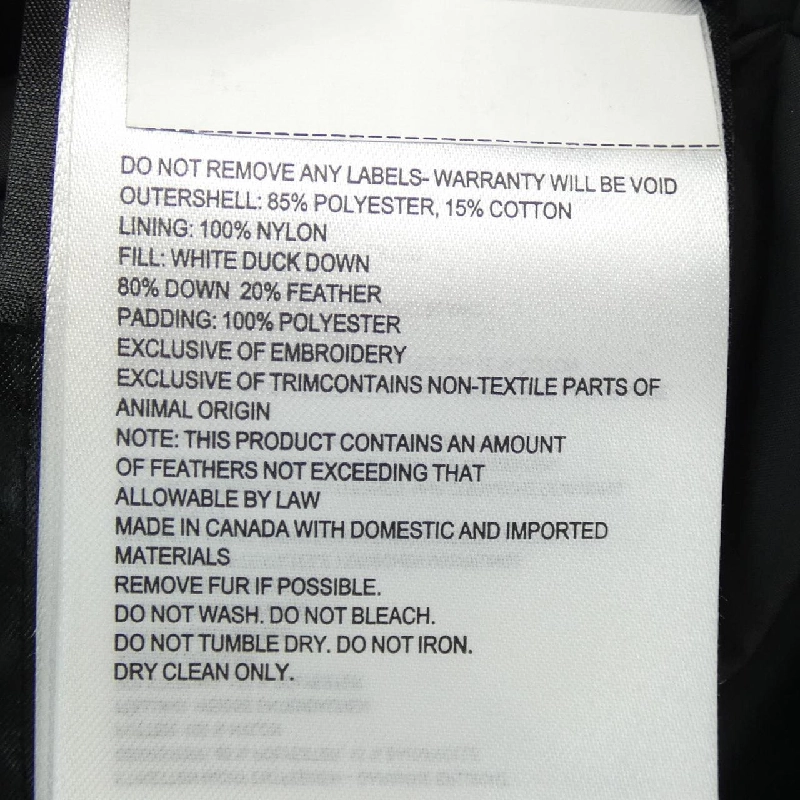 DO NOT REMOVE ANY LABELS- WARRANTY WILL BE VOID
OUTERSHELL: 85% POLYESTER, 15% COTTON
LINING: 100% NYLON
FILL: WHITE DUCK DOWN
80% DOWN 20% FEATHER
PADDING: 100% POLYESTER
EXCLUSIVE OF EMBROIDERY
EXCLUSIVE OF TRIMCONTAINS NON-TEXTILE PARTS OF
ANIMAL ORIGIN
NOTE: THIS PRODUCT CONTAINS AN AMOUNT
OF FEATHERS NOT EXCEEDING THAT
ALLOWABLE BY LAW
MADE IN CANADA WITH DOMESTIC AND IMPORTED
MATERIALS
REMOVE FUR IF POSSIBLE.
DO NOT WASH. DO NOT BLEACH.
DO NOT TUMBLE DRY. DO NOT IRON.
DRY CLEAN ONLY.